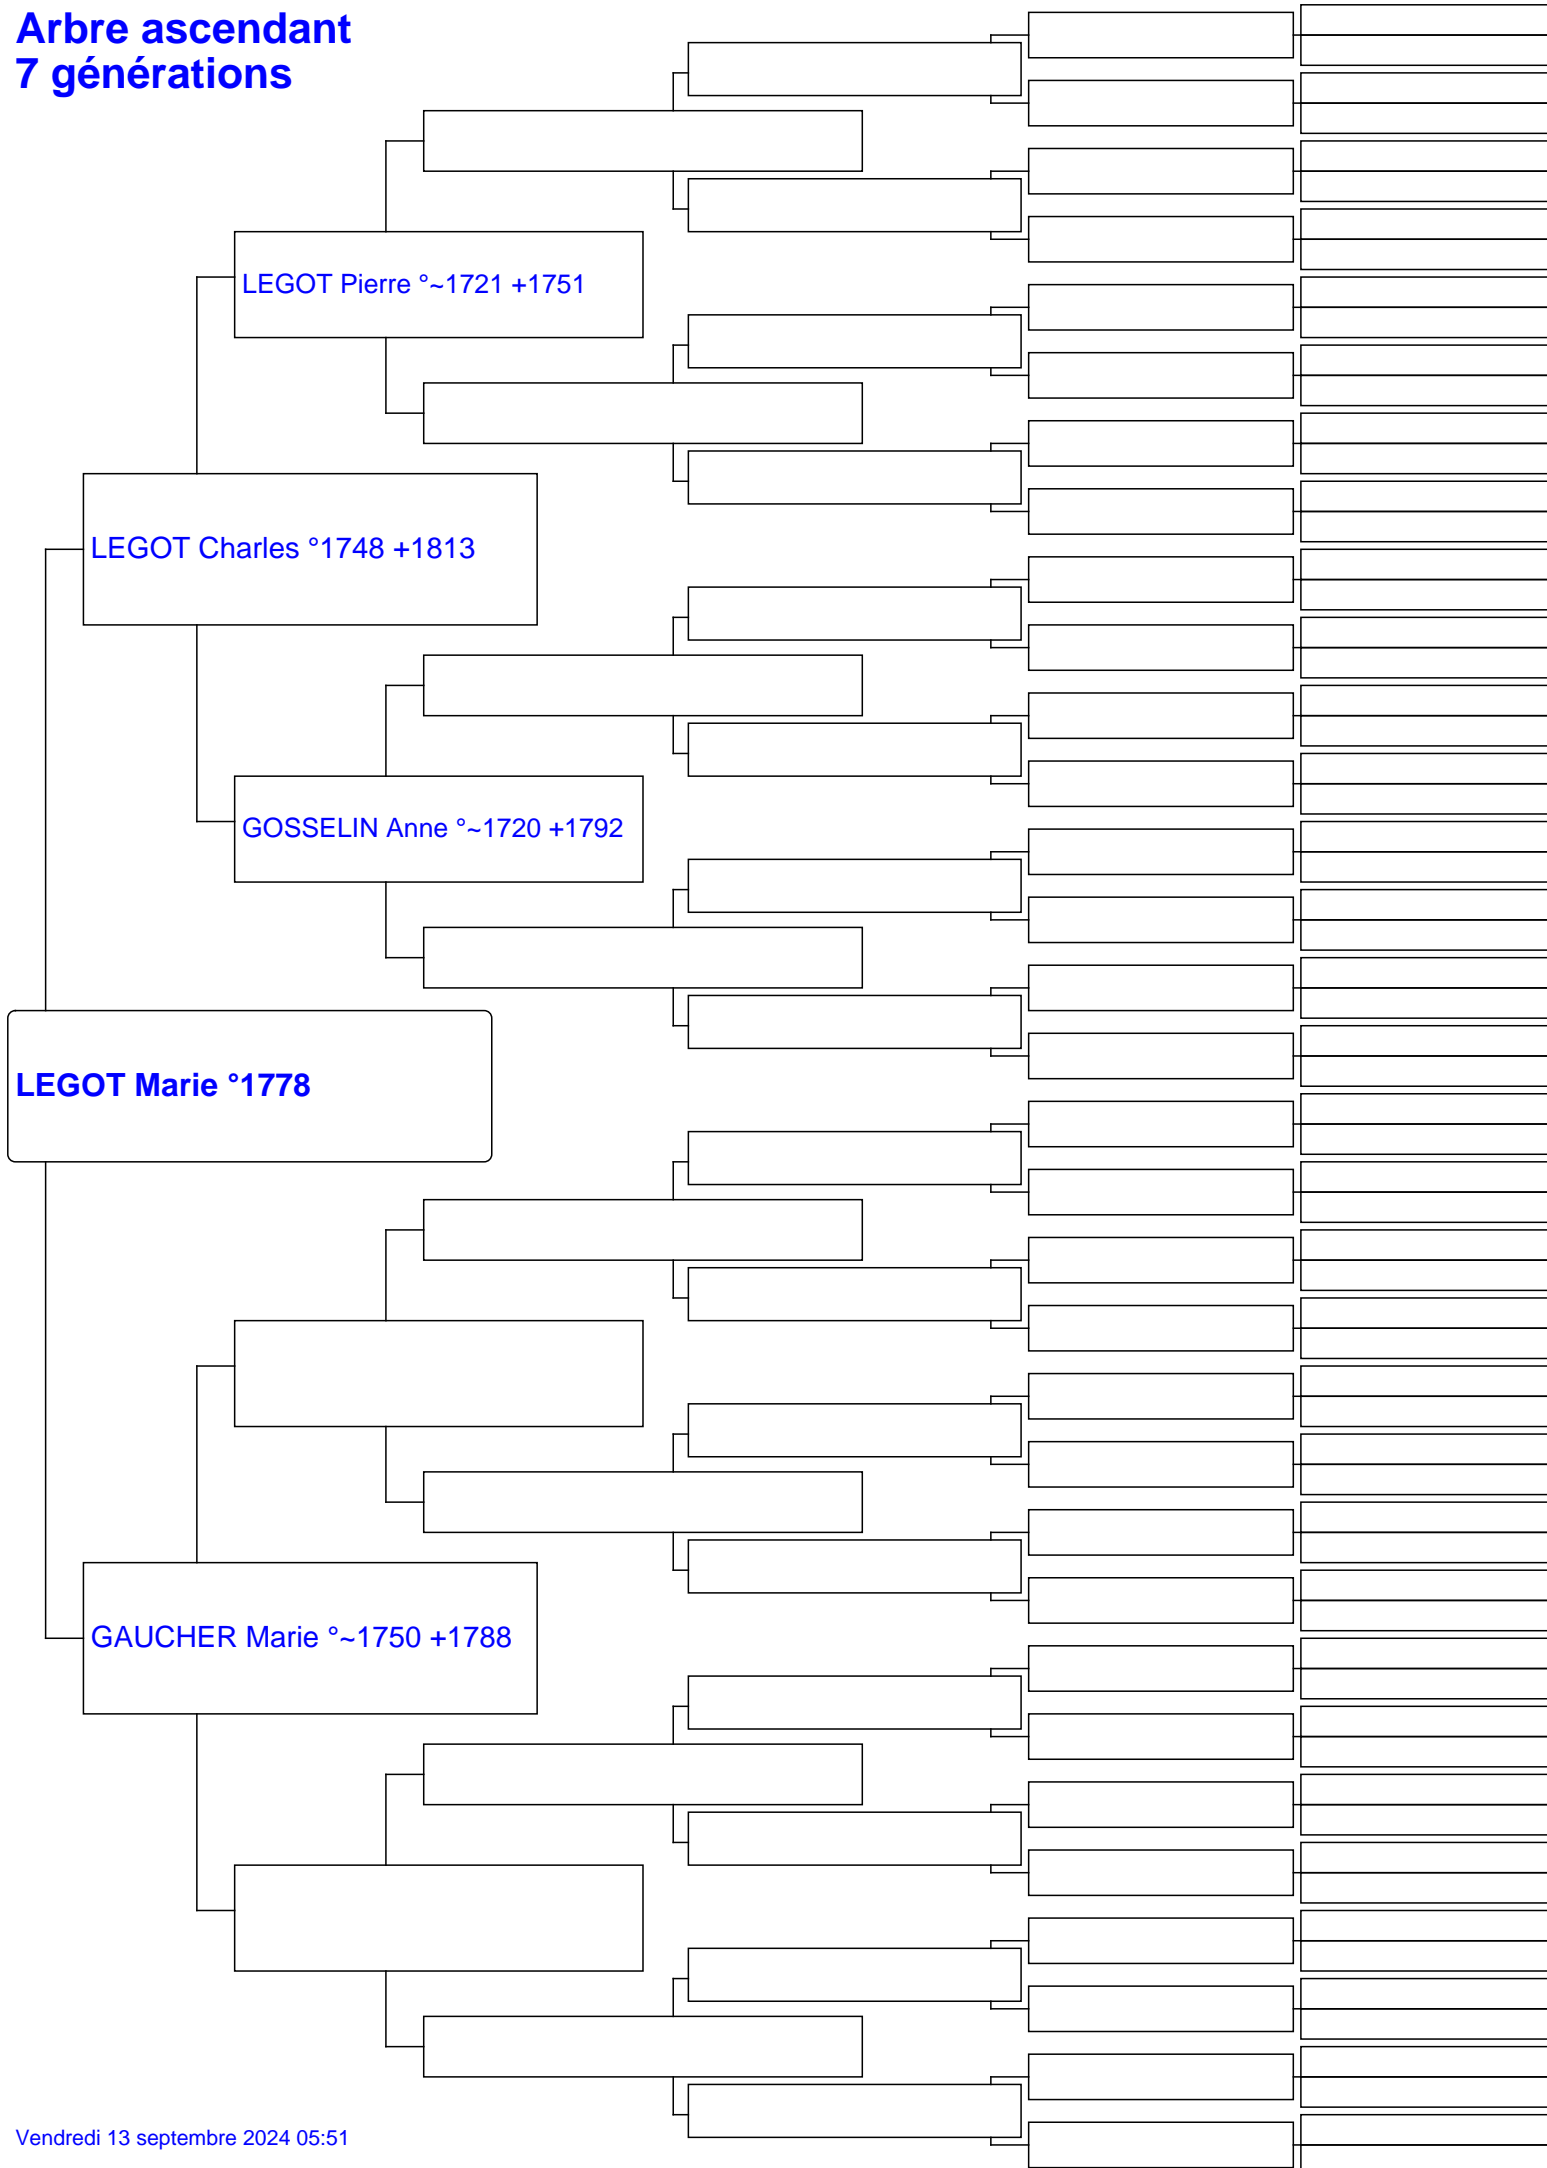 Arbre ascendant
7 générations
LEGOT Pierre °~1721 +1751
LEGOT Charles °1748 +1813
GOSSELIN Anne °~1720 +1792
LEGOT Marie °1778
GAUCHER Marie °~1750 +1788
Vendredi 13 septembre 2024 05:51